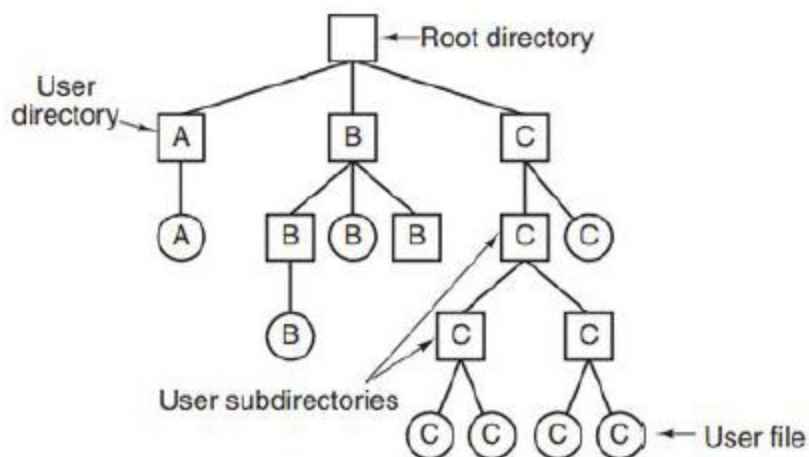 Root directory
User
directory
A B C
A B B B C C
B C C
User subdirectories
C C C C User file